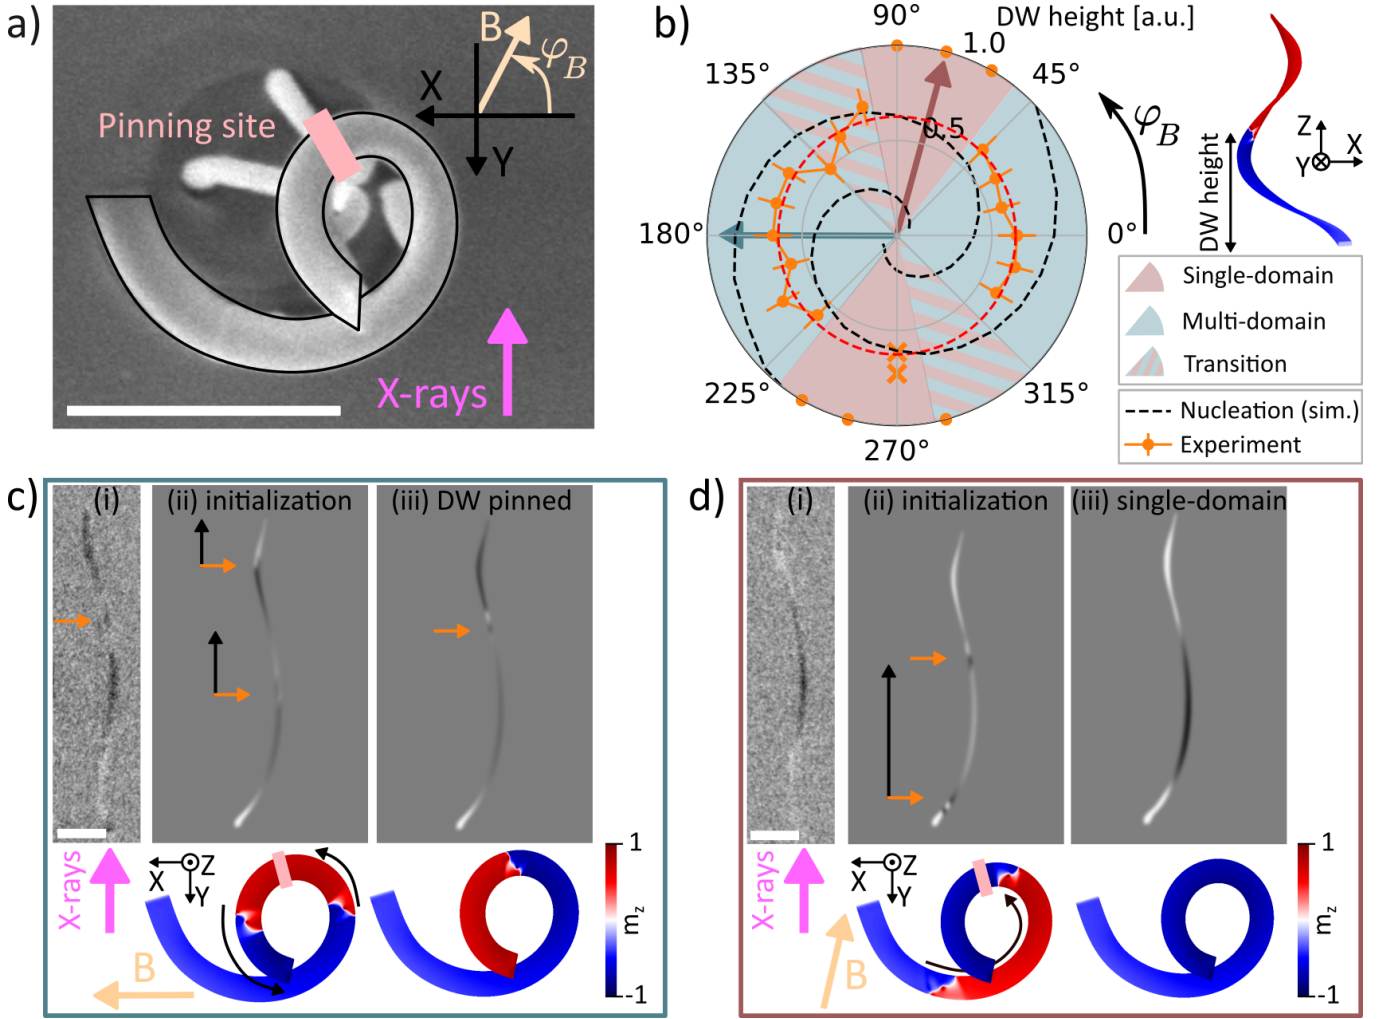 a)
B
φB
X
Y
Pinning site
X-rays
b)
DW height [a.u.]
90°
1.0
135°
45°
0.5
φB
180°
0°
225°
315°
270°
DW height
Z
Y
X
Single-domain
Multi-domain
Transition
Nucleation (sim.)
Experiment
c)
(i)
(ii) initialization
(iii) DW pinned
X-rays
X
Z
Y
B
1
mz
-1
d)
(i)
(ii) initialization
(iii) single-domain
X-rays
X
Z
Y
B
1
mz
-1